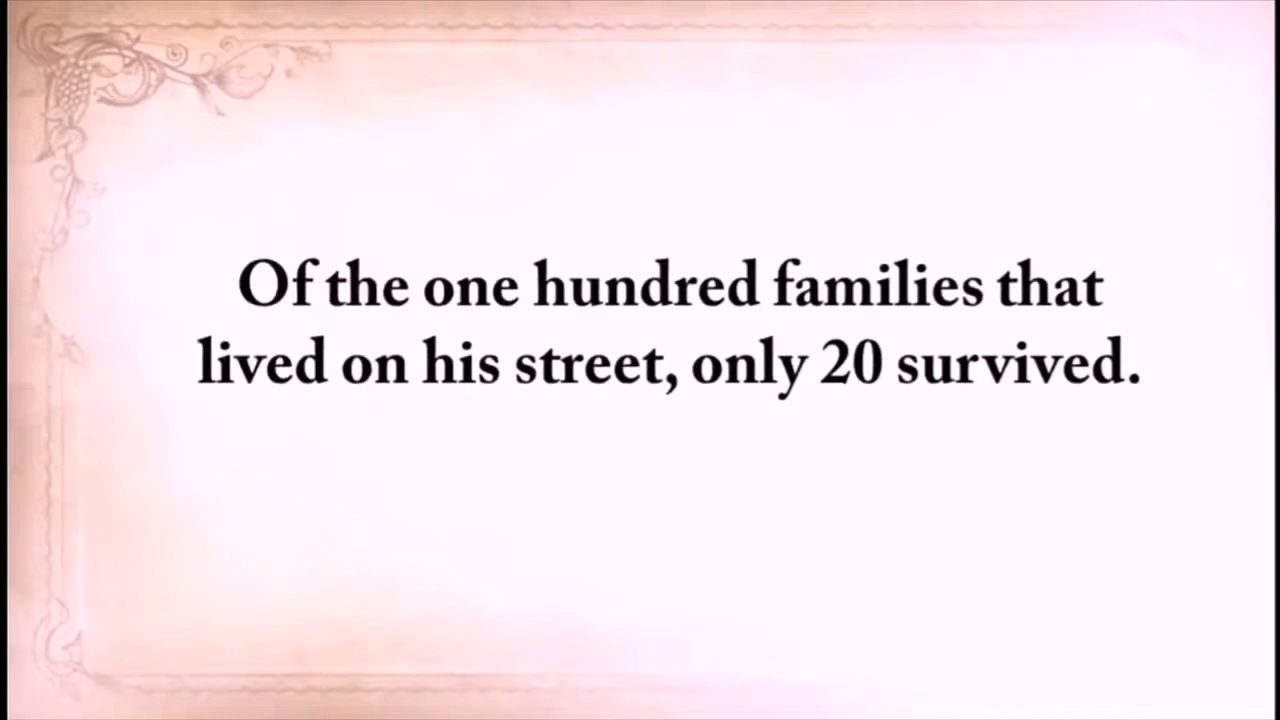 Of the one hundred families that
lived on his street, only 20 survived.